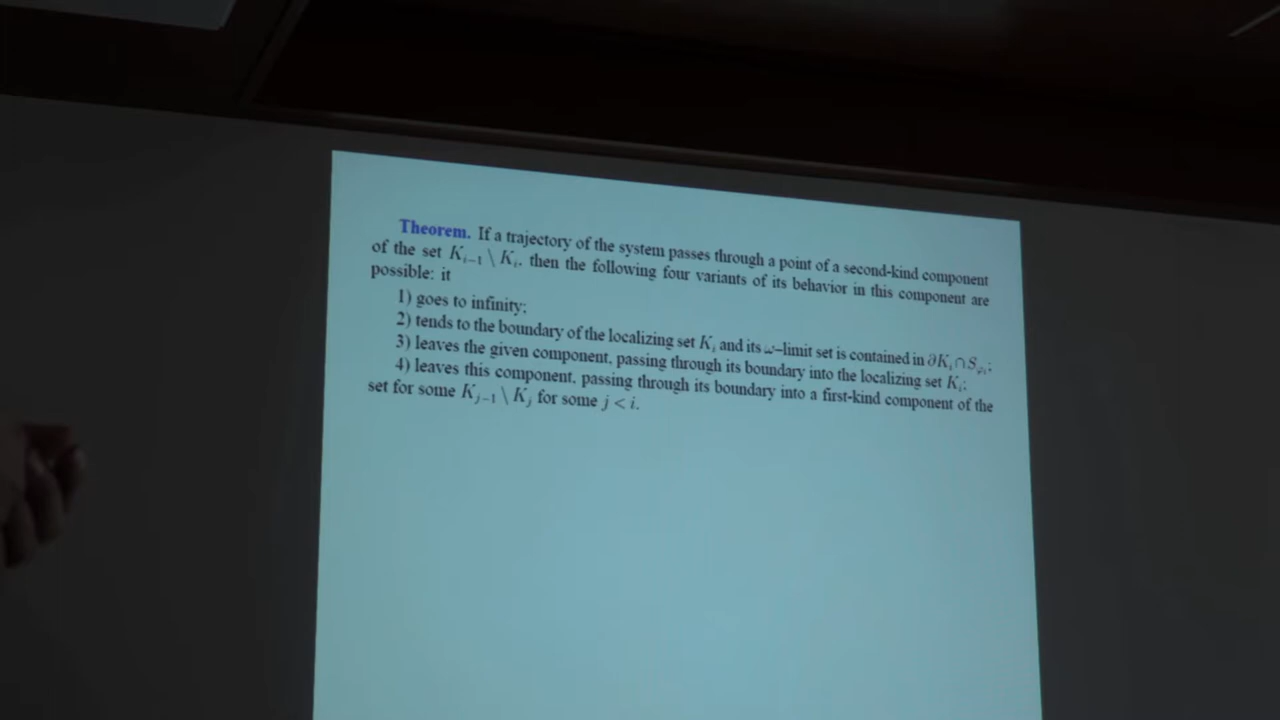 Theorem. If a trajectory of the system passes through a point of a second-kind component
of the set K_{i−1} \ K_i, then the following four variants of its behavior in this component are
possible: it
1) goes to infinity;
2) tends to the boundary of the localizing set K_i and its ω–limit set is contained in ∂K_i∩S_{φ_i};
3) leaves the given component, passing through its boundary into the localizing set K_i;
4) leaves this component, passing through its boundary into a first-kind component of the
set for some K_{j−1} \ K_j for some j < i.